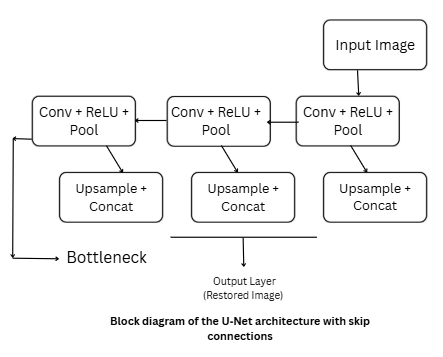 Input Image
Conv + ReLU +
Pool
Conv + ReLU +
Pool
Conv + ReLU +
Pool
Upsample +
Concat
Upsample +
Concat
Upsample +
Concat
Bottleneck
Output Layer
(Restored Image)
Block diagram of the U-Net architecture with skip
connections